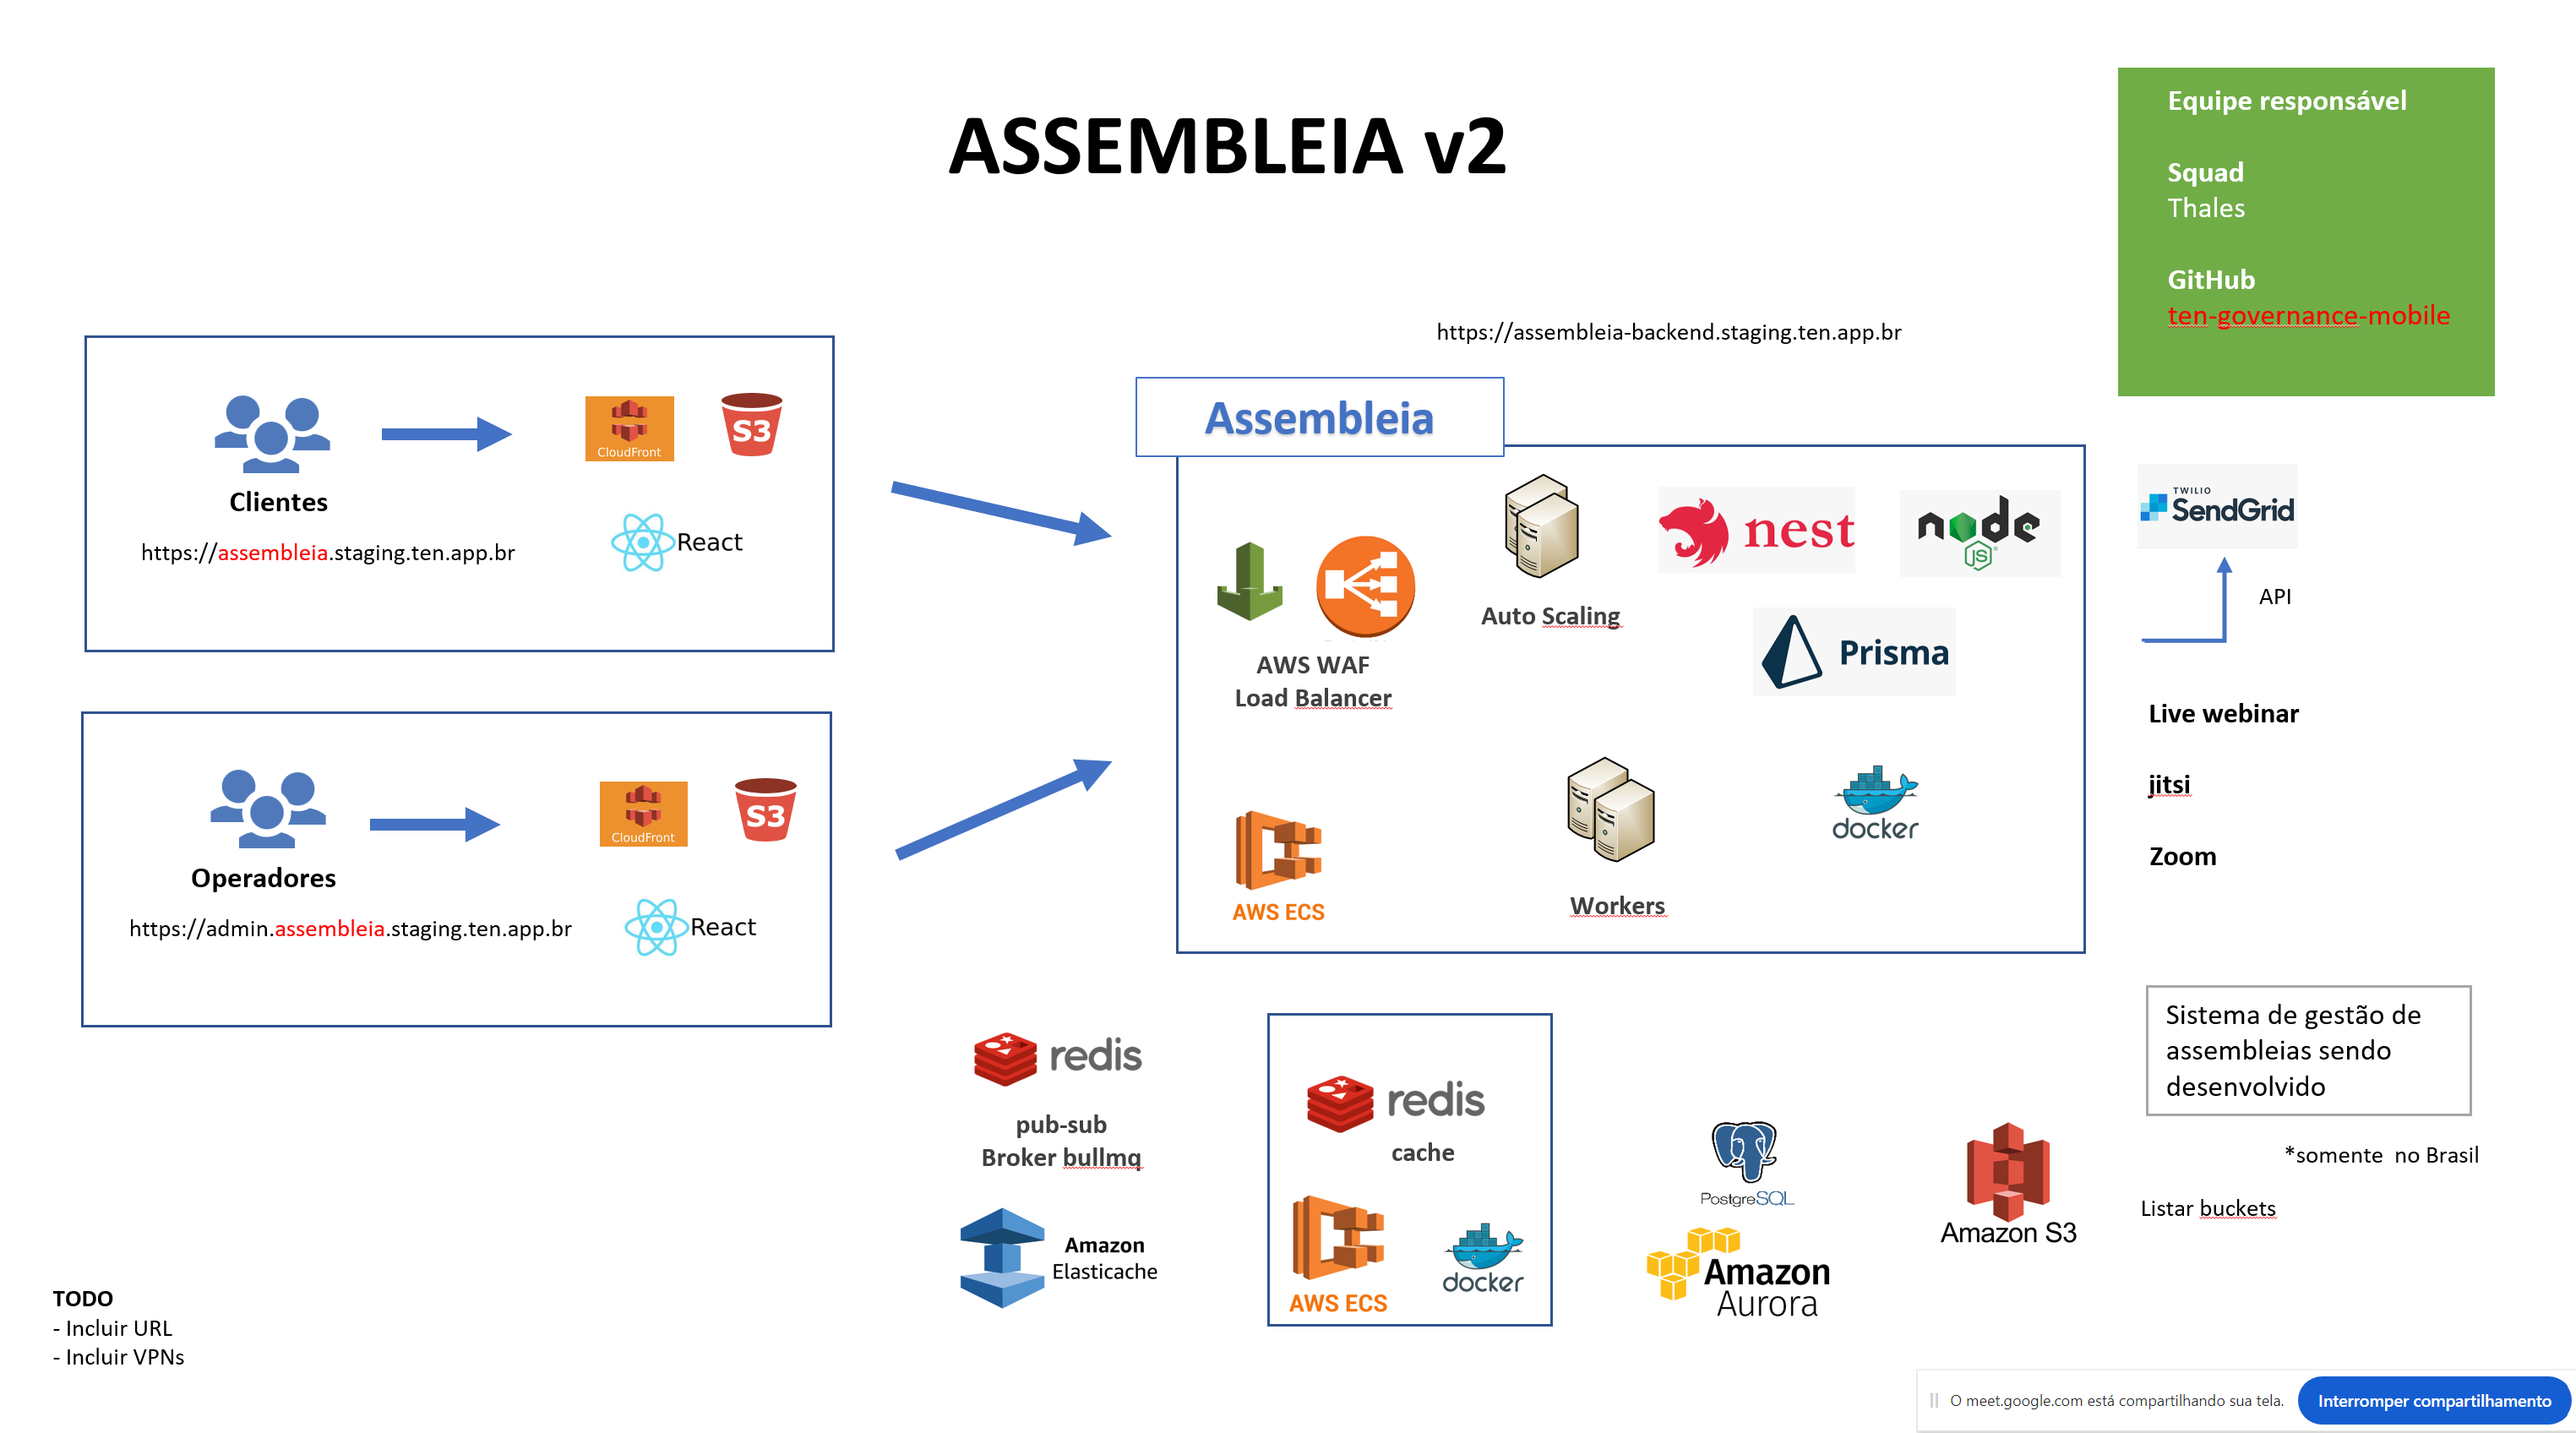 ASSEMBLEIA v2
Equipe responsável
Squad
Thales
GitHub
ten-governance-mobile
https://assembleia-backend.staging.ten.app.br
CloudFront
S3
Clientes
https://assembleia.staging.ten.app.br
React
CloudFront
S3
Operadores
https://admin.assembleia.staging.ten.app.br
React
Assembleia
AWS WAF
Load Balancer
Auto Scaling
nest
node
JS
Prisma
AWS ECS
Workers
docker
TWILIO
SendGrid
API
Live webinar
jitsi
Zoom
redis
pub-sub
Broker bullmq
Amazon
Elasticache
redis
cache
AWS ECS
docker
PostgreSQL
Amazon
Aurora
Amazon S3
Sistema de gestão de
assembleias sendo
desenvolvido
*somente no Brasil
Listar buckets
TODO
- Incluir URL
- Incluir VPNs
O meet.google.com está compartilhando sua tela.
Interromper compartilhamento